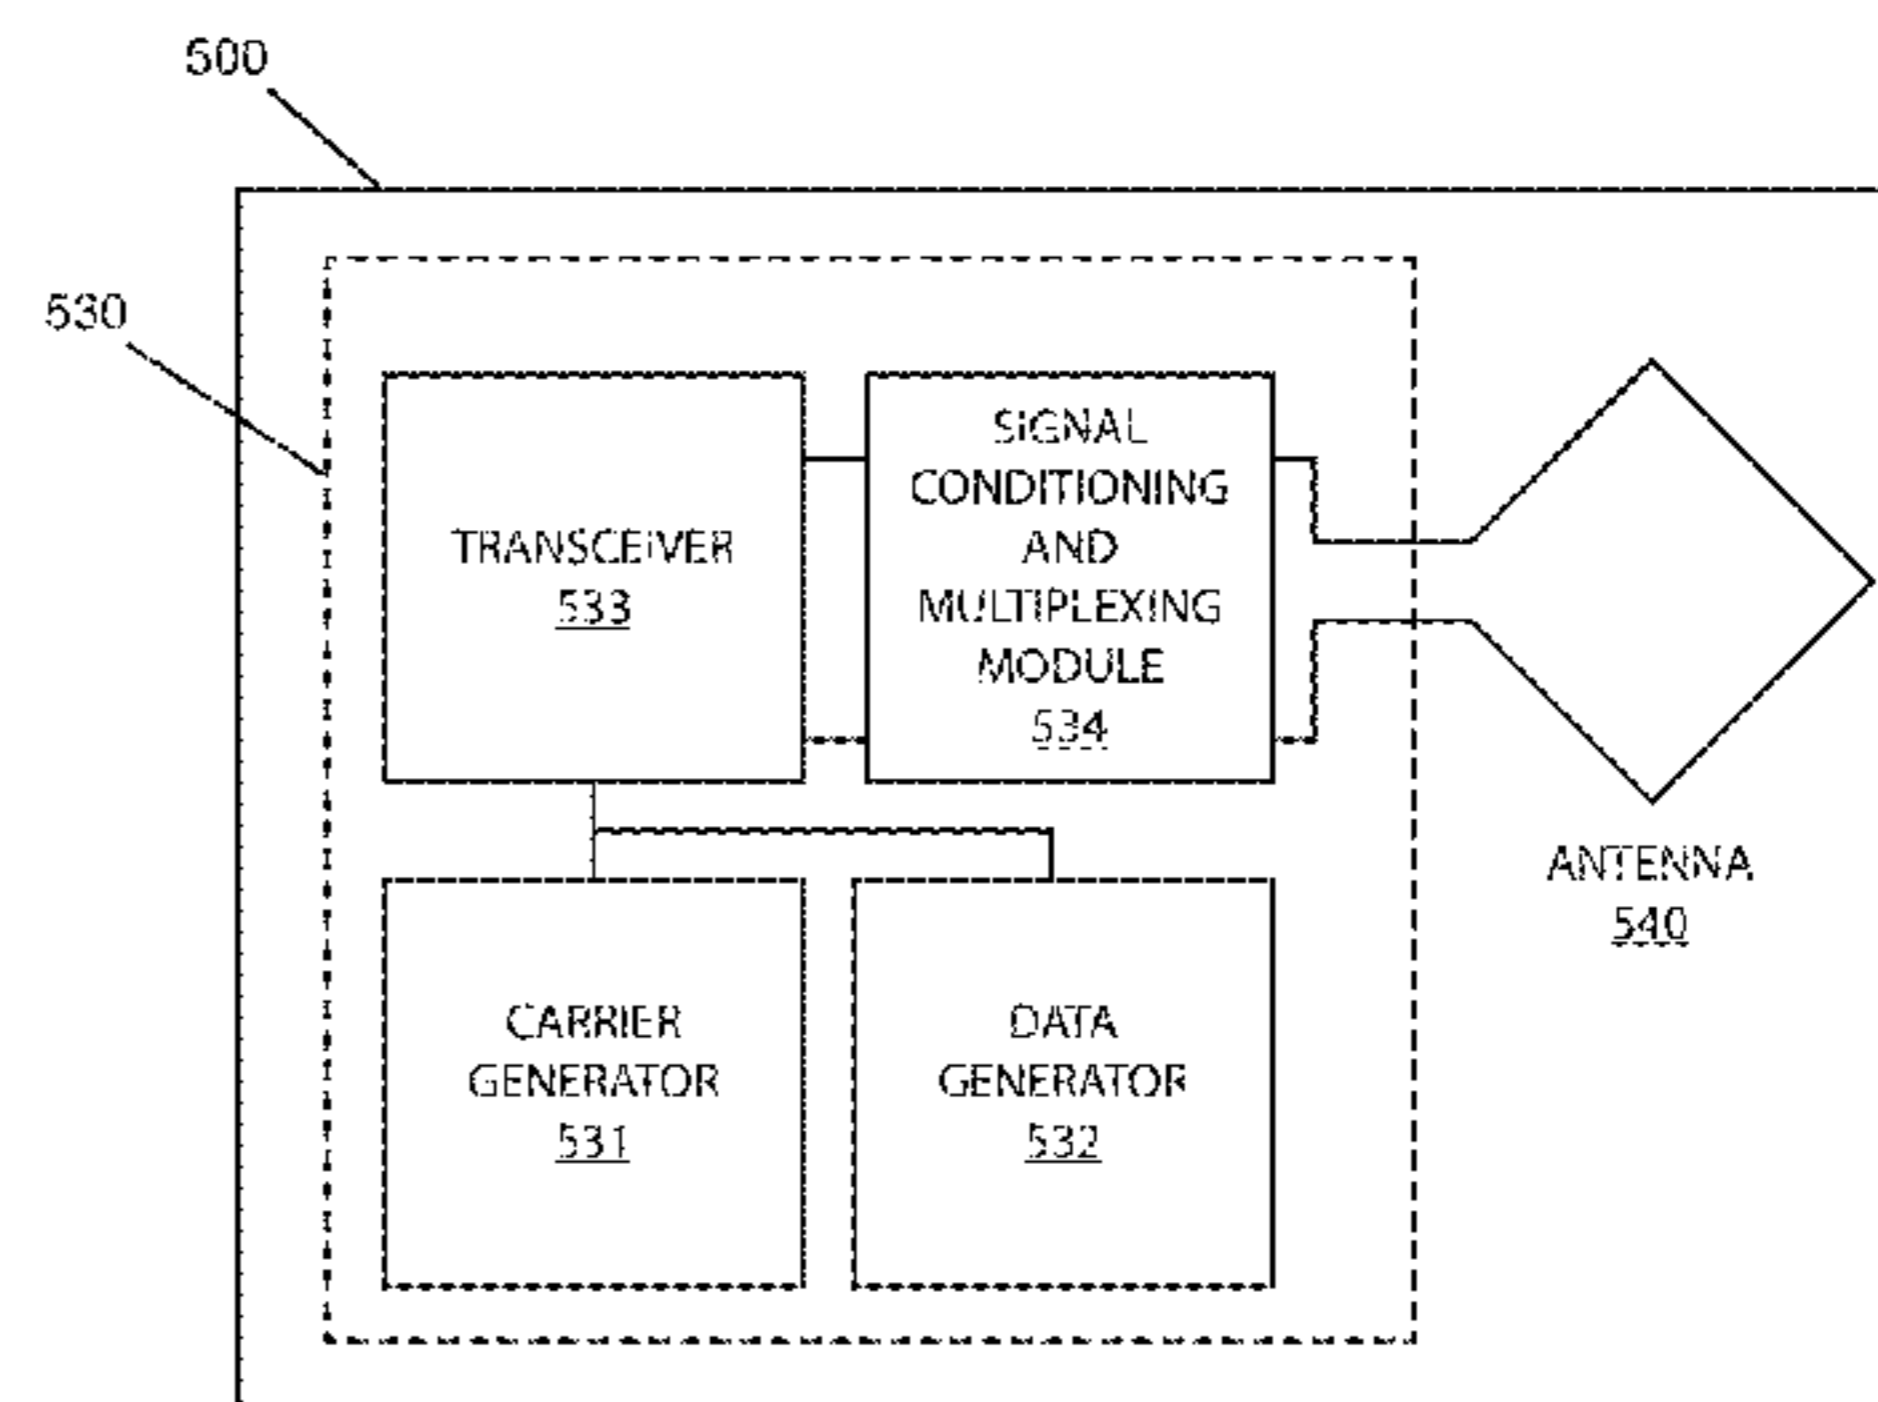 500
530
TRANSCEIVER
533
SIGNAL
CONDITIONING
AND
MULTIPLEXING
MODULE
534
ANTENNA
540
CARRIER
GENERATOR
531
DATA
GENERATOR
532